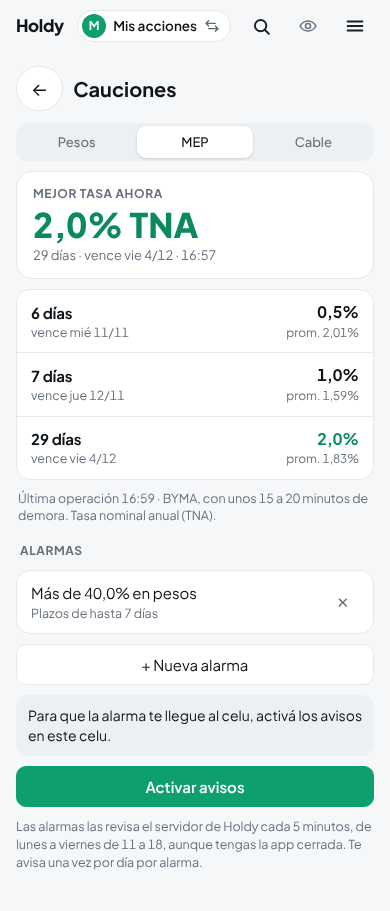 Holdy
M Mis acciones
Cauciones
Pesos MEP Cable
MEJOR TASA AHORA
2,0% TNA
29 días · vence vie 4/12 · 16:57
6 días 0,5%
vence mié 11/11 prom. 2,01%
7 días 1,0%
vence jue 12/11 prom. 1,59%
29 días 2,0%
vence vie 4/12 prom. 1,83%
Última operación 16:59 · BYMA, con unos 15 a 20 minutos de
demora. Tasa nominal anual (TNA).
ALARMAS
Más de 40,0% en pesos
Plazos de hasta 7 días
+ Nueva alarma
Para que la alarma te llegue al celu, activá los avisos
en este celu.
Activar avisos
Las alarmas las revisa el servidor de Holdy cada 5 minutos, de
lunes a viernes de 11 a 18, aunque tengas la app cerrada. Te
avisa una vez por día por alarma.